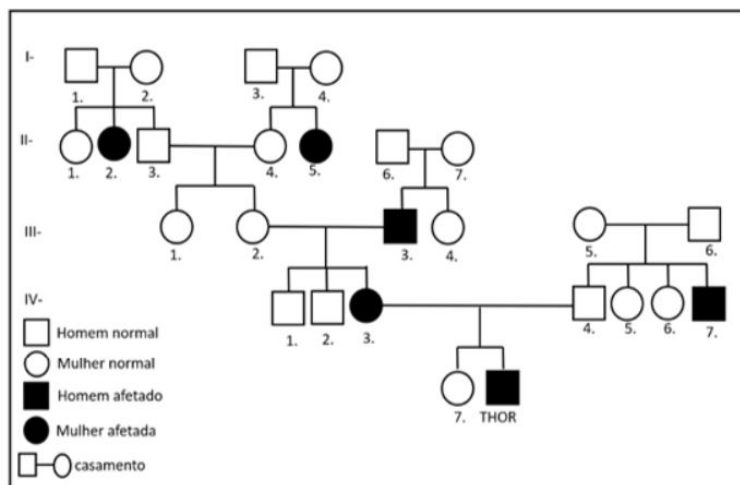 I-
1.
2.
3.
4.
II-
1.
2.
3.
4.
5.
6.
7.
III-
1.
2.
3.
4.
5.
6.
IV-
1.
2.
3.
4.
5.
6.
7.
Homem normal
Mulher normal
Homem afetado
Mulher afetada
casamento
7.
THOR